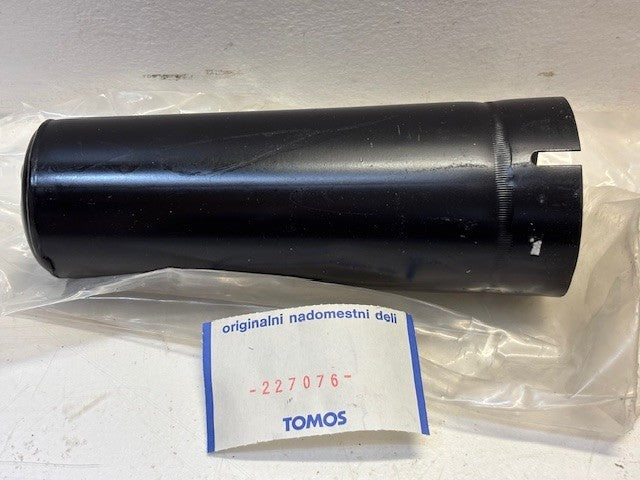 originalni nadomestni deli
-227076-
TOMOS